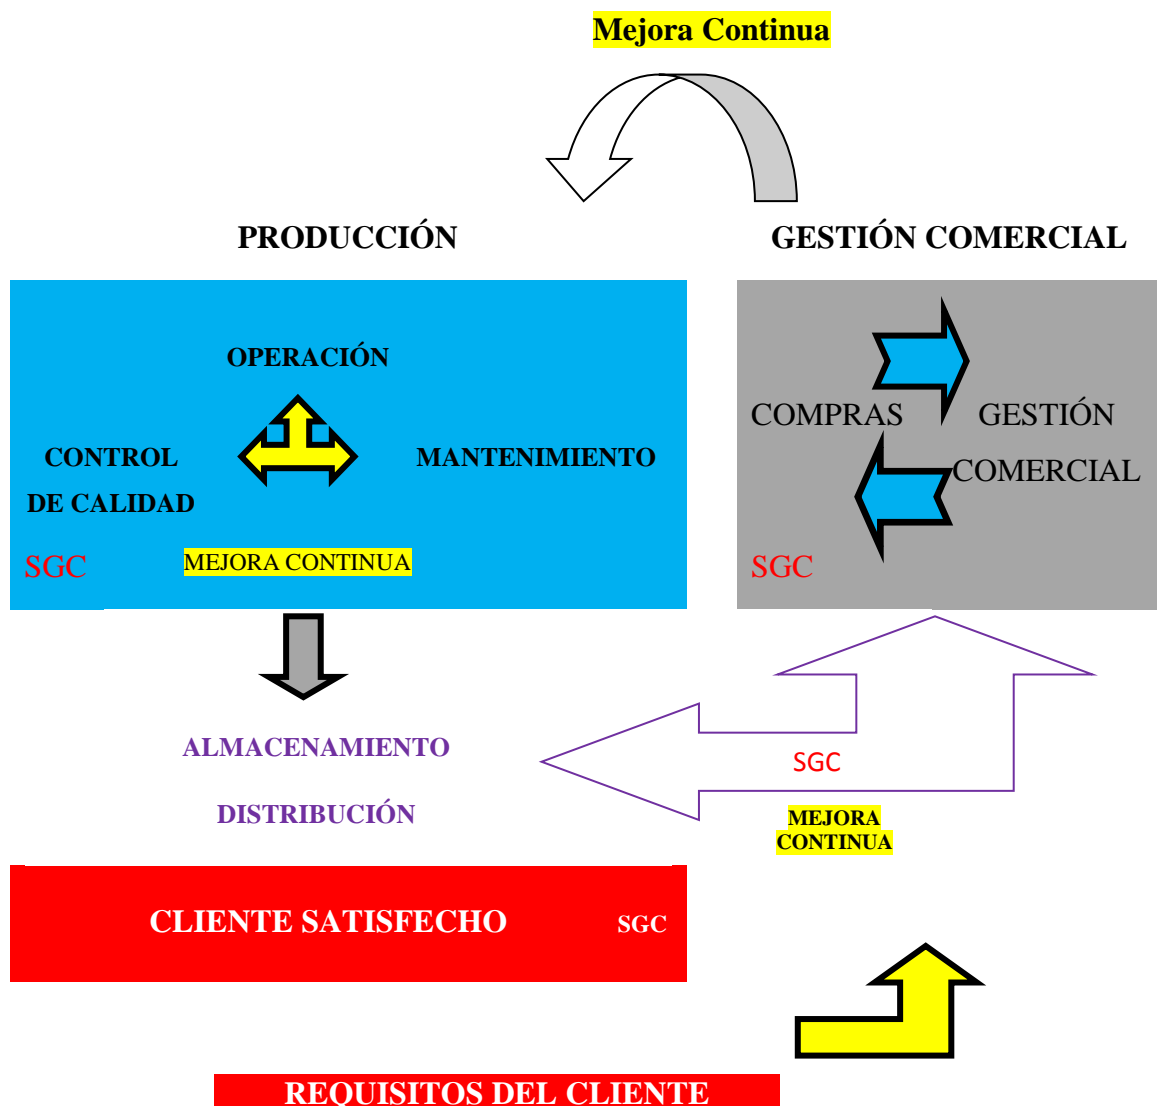 Mejora Continua
PRODUCCIÓN
GESTIÓN COMERCIAL
OPERACIÓN
CONTROL
DE CALIDAD
MANTENIMIENTO
SGC
MEJORA CONTINUA
COMPRAS
GESTIÓN
COMERCIAL
SGC
ALMACENAMIENTO
DISTRIBUCIÓN
SGC
MEJORA
CONTINUA
CLIENTE SATISFECHO
SGC
REQUISITOS DEL CLIENTE